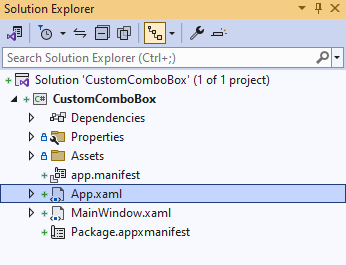 Solution Explorer
Search Solution Explorer (Ctrl+;)
Solution 'CustomComboBox' (1 of 1 project)
C# CustomComboBox
Dependencies
Properties
Assets
app.manifest
App.xaml
MainWindow.xaml
Package.appxmanifest